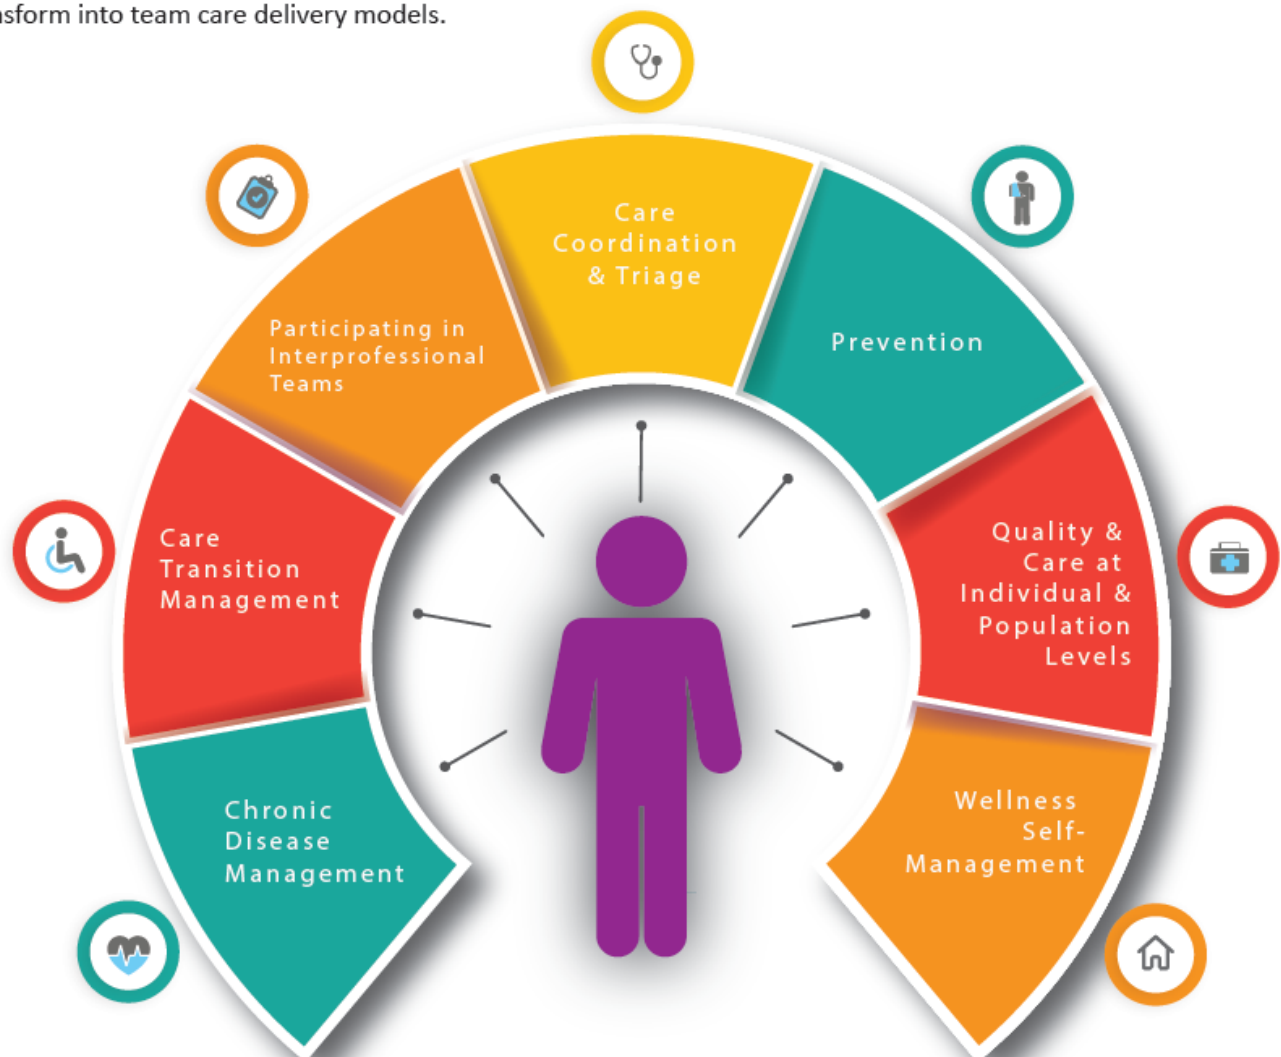 transform into team care delivery models.
Care
Coordination
& Triage
Participating in
Interprofessional
Teams
Prevention
Care
Transition
Management
Quality &
Care at
Individual &
Population
Levels
Chronic
Disease
Management
Wellness
Self-
Management